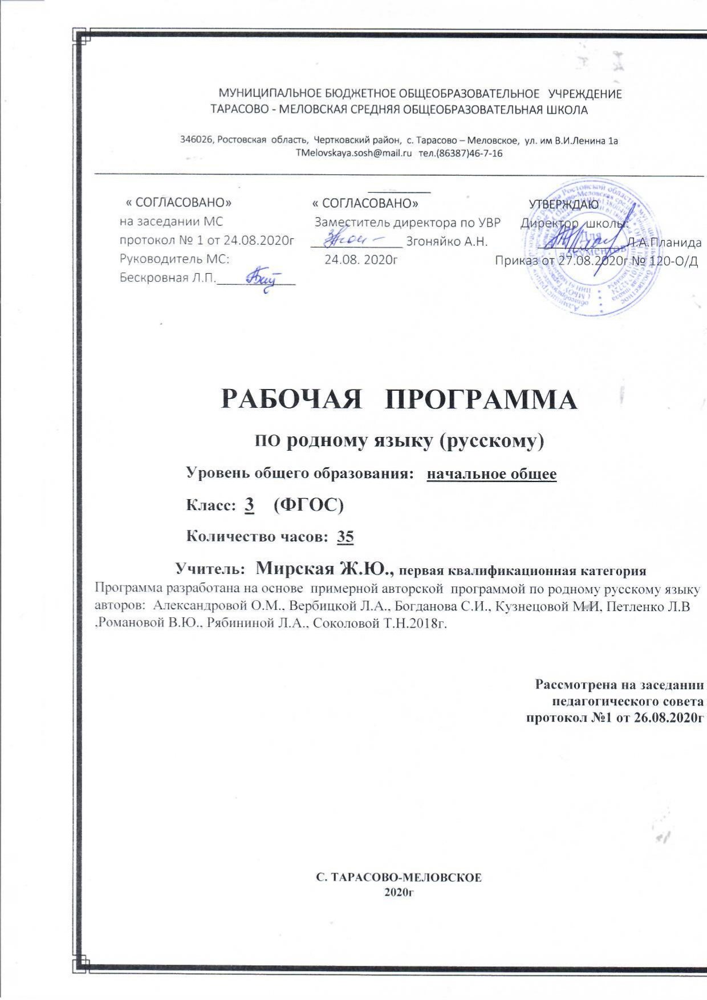 МУНИЦИПАЛЬНОЕ БЮДЖЕТНОЕ ОБЩЕОБРАЗОВАТЕЛЬНОЕ УЧРЕЖДЕНИЕ
ТАРАСОВО - МЕЛОВСКАЯ СРЕДНЯЯ ОБЩЕОБРАЗОВАТЕЛЬНАЯ ШКОЛА
346026, Ростовская область, Чертковский район, с. Тарасово – Меловское, ул. им В.И.Ленина 1а
TMelovskaya.sosh@mail.ru тел.(86387)46-7-16
« СОГЛАСОВАНО» « СОГЛАСОВАНО» УТВЕРЖДАЮ
на заседании МС Заместитель директора по УВР Директор школы:
протокол № 1 от 24.08.2020г ______________ Згоняйко А.Н. ______________Л.А.Планида
Руководитель МС: 24.08. 2020г Приказ от 27.08.2020г № 120-О/Д
Бескровная Л.П.____________
Для
документов
РАБОЧАЯ ПРОГРАММА
ПО родному языку (русскому)
Уровень общего образования: начальное общее
Класс: 3 (ФГОС)
Количество часов: 35
Учитель: Мирская Ж.Ю., первая квалификационная категория
Программа разработана на основе примерной авторской программой по родному русскому языку
авторов: Александровой О.М., Вербицкой Л.А., Богданова С.И., Кузнецовой М.И, Петленко Л.В
,Романовой В.Ю., Рябининой Л.А., Соколовой Т.Н.2018г.
Рассмотрена на заседании
педагогического совета
протокол №1 от 26.08.2020г
С. ТАРАСОВО-МЕЛОВСКОЕ
2020г